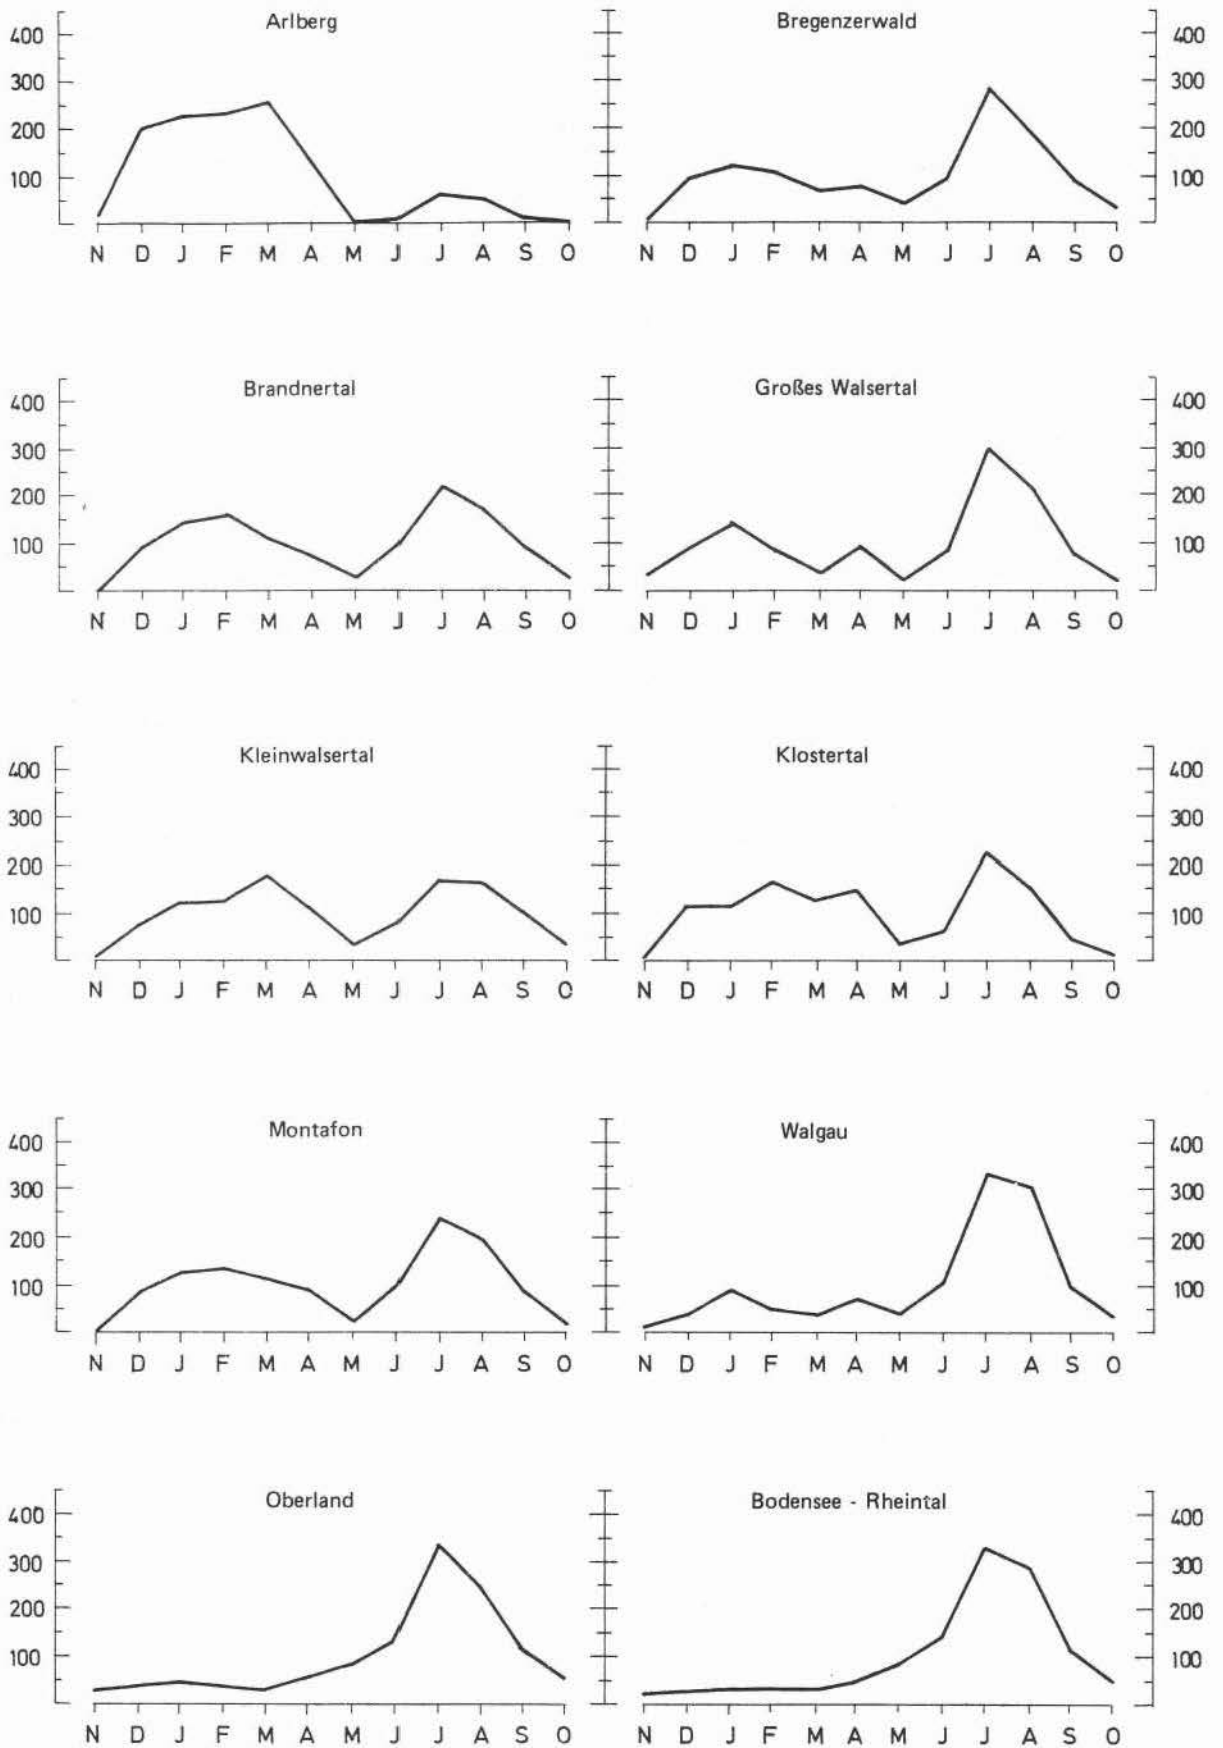 Arlberg Bregenzerwald
400 400
300 300
200 200
100 100
N D J F M A M J J A S O N D J F M A M J J A S O
Brandnertal Großes Walsertal
400 400
300 300
200 200
100 100
N D J F M A M J J A S O N D J F M A M J J A S O
Kleinwalsertal Klostertal
400 400
300 300
200 200
100 100
N D J F M A M J J A S O N D J F M A M J J A S O
Montafon Walgau
400 400
300 300
200 200
100 100
N D J F M A M J J A S O N D J F M A M J J A S O
Oberland Bodensee - Rheintal
400 400
300 300
200 200
100 100
N D J F M A M J J A S O N D J F M A M J J A S O